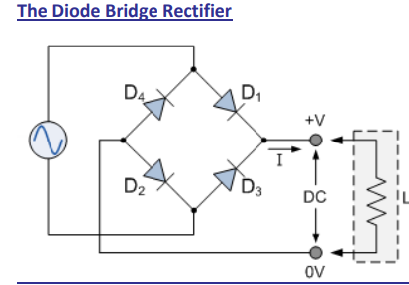 The Diode Bridge Rectifier
D4
D1
+V
I
D2
D3
DC
0V
L